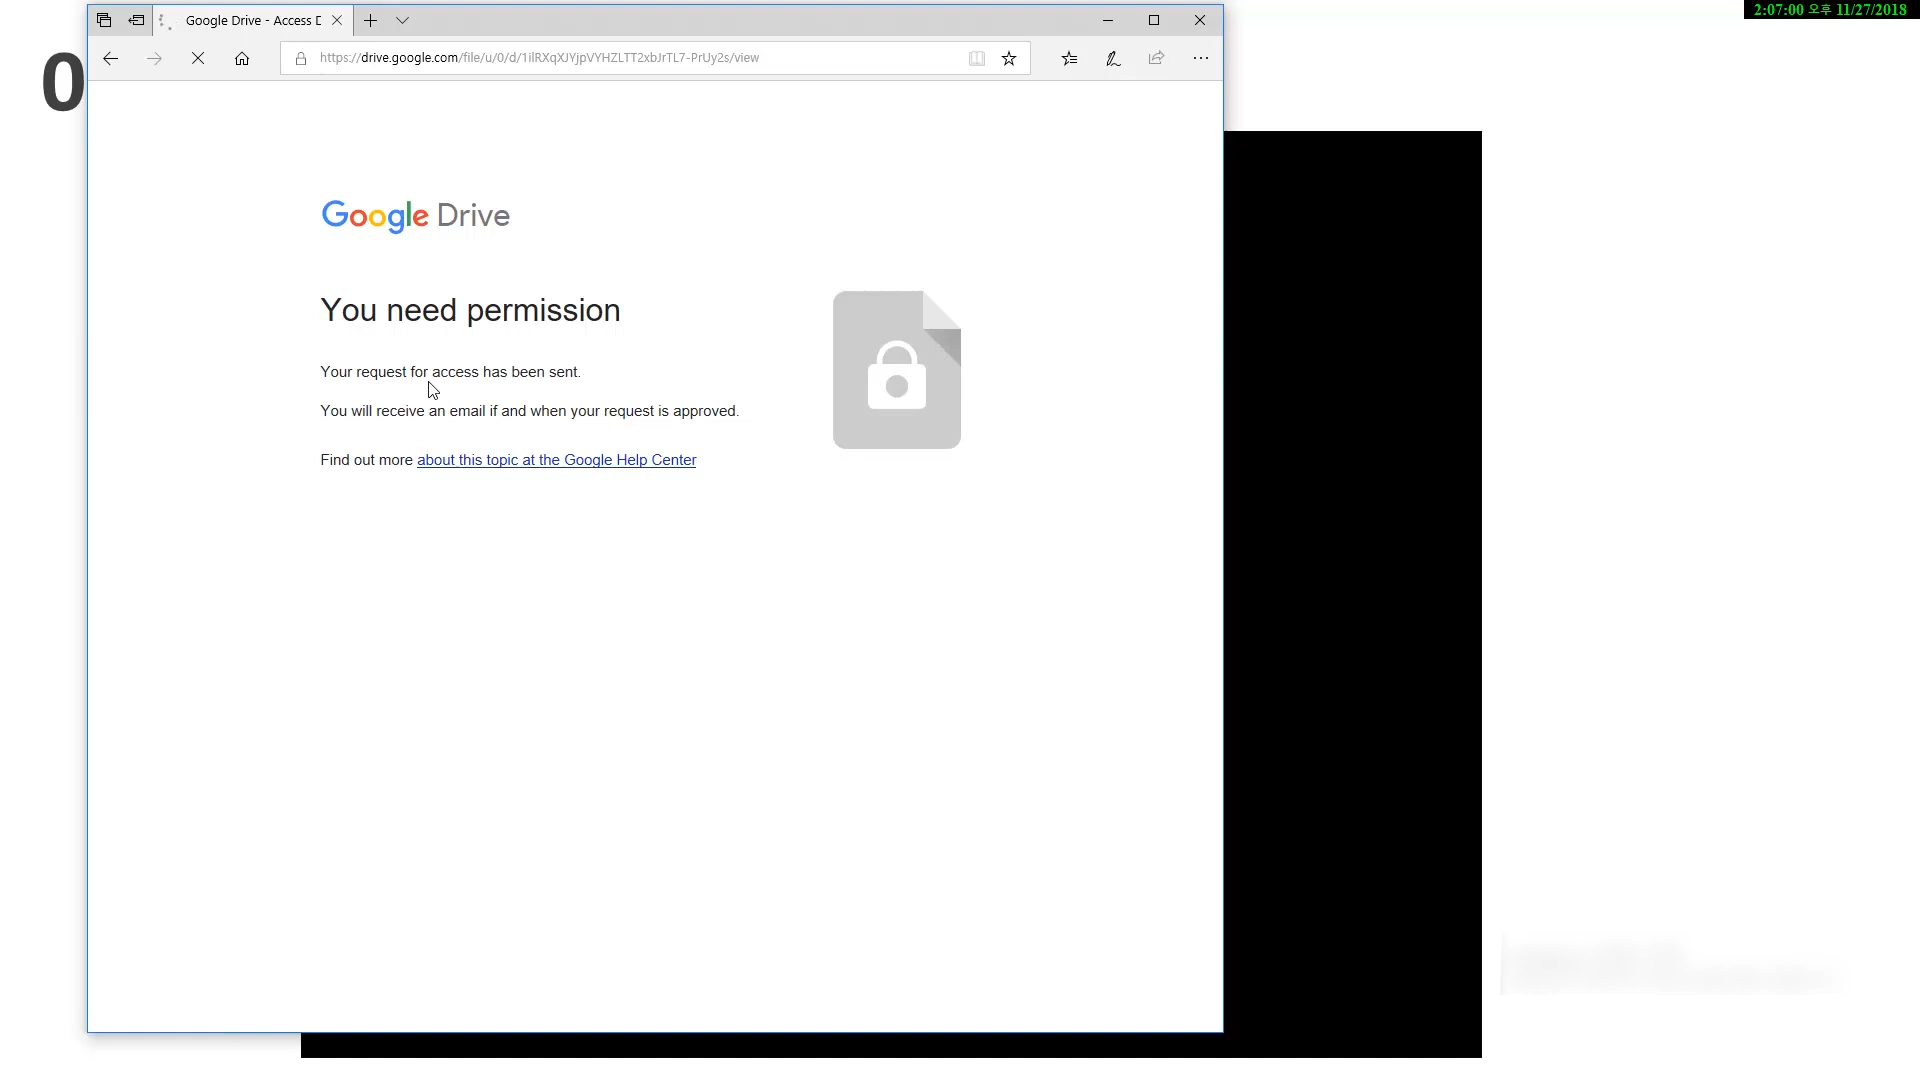 2:07:00 오후 11/27/2018
Google Drive - Access D
https://drive.google.com/file/u/0/d/1ilRXqXJYjpVYHZLTT2xbJrTL7-PrUy2s/view
0
Google Drive
You need permission
Your request for access has been sent.
You will receive an email if and when your request is approved.
Find out more about this topic at the Google Help Center